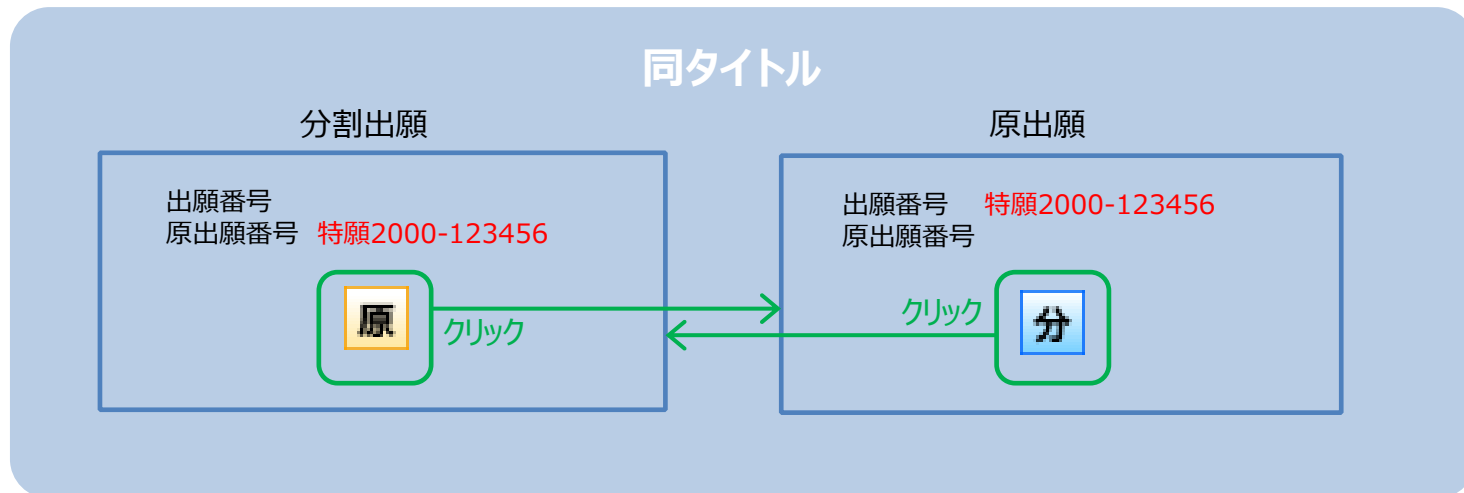 同タイトル
分割出願
出願番号
原出願番号 特願2000-123456
原
クリック
原出願
出願番号 特願2000-123456
原出願番号
クリック
分